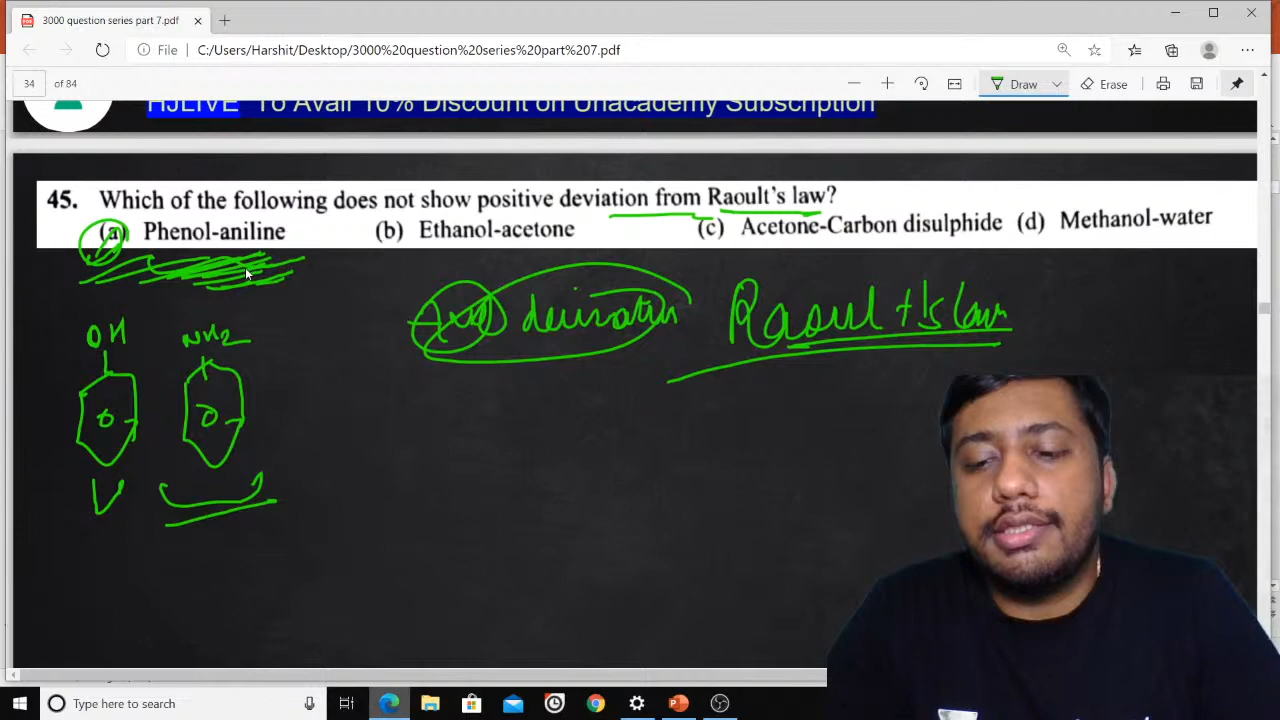 3000 question series part 7.pdf
File C:/Users/Harshit/Desktop/3000%20question%20series%20part%207.pdf
34 of 84 Draw Erase
HJLIVE To Avail 10% Discount on Unacademy Subscription
45. Which of the following does not show positive deviation from Raoult's law?
(a) Phenol-aniline (b) Ethanol-acetone (c) Acetone-Carbon disulphide (d) Methanol-water
deviation Raoult's law
OH NH2
Type here to search